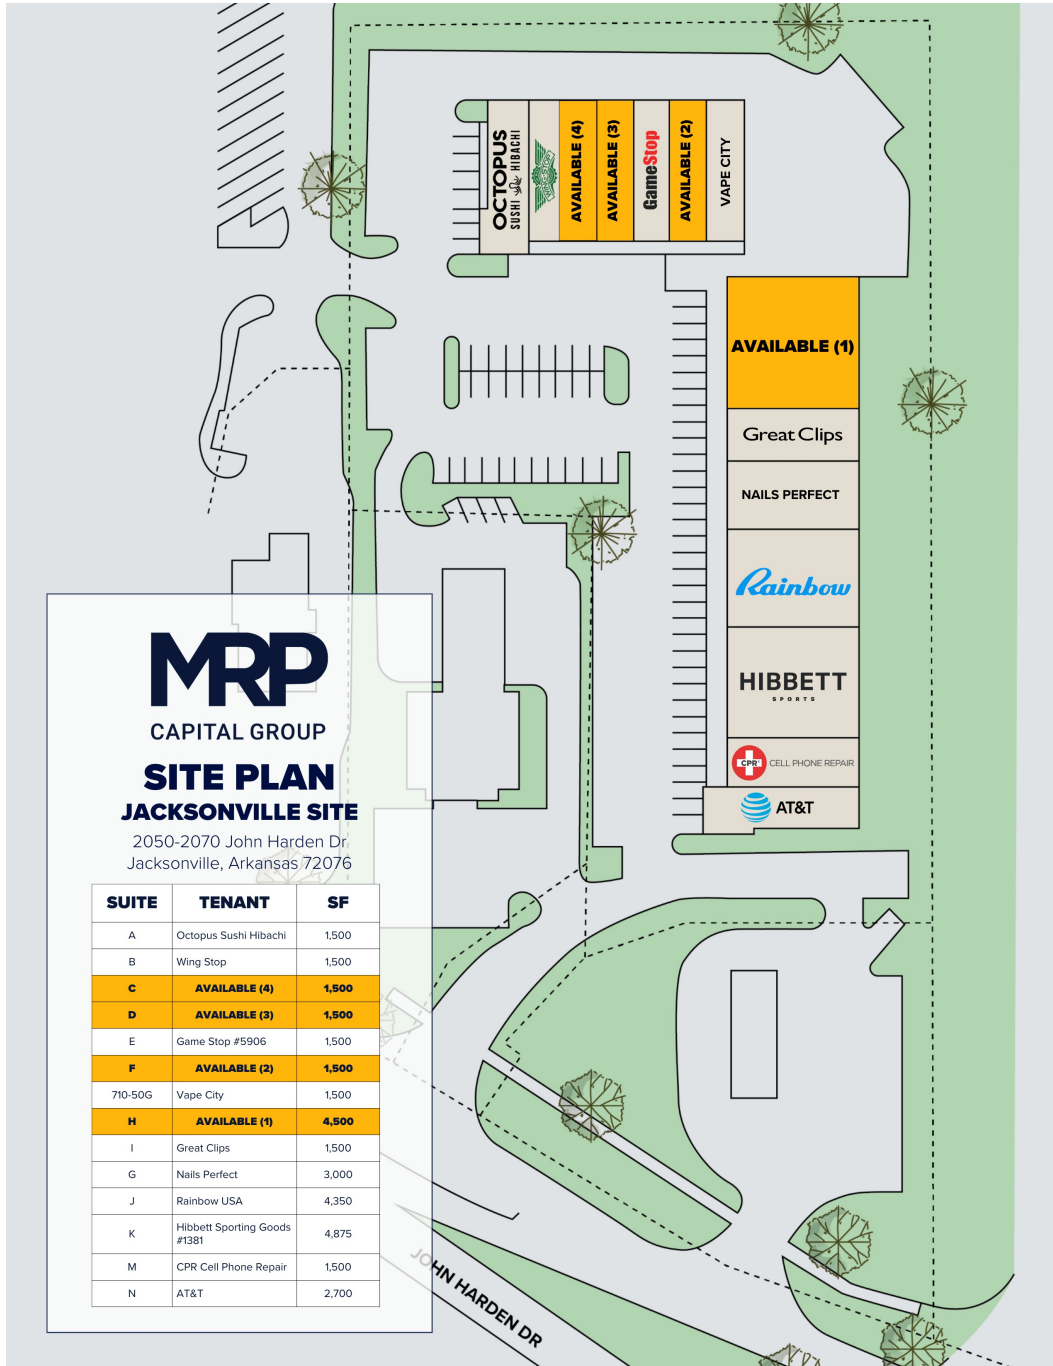 OCTOPUS
SUSHI HIBACHI
WINGSTOP
AVAILABLE (4)
AVAILABLE (3)
GameStop
AVAILABLE (2)
VAPE CITY
AVAILABLE (1)
Great Clips
NAILS PERFECT
Rainbow
HIBBETT
SPORTS
CPR CELL PHONE REPAIR
AT&T
MRP
CAPITAL GROUP
SITE PLAN
JACKSONVILLE SITE
2050-2070 John Harden Dr
Jacksonville, Arkansas 72076
SUITE TENANT SF
A Octopus Sushi Hibachi 1,500
B Wing Stop 1,500
C AVAILABLE (4) 1,500
D AVAILABLE (3) 1,500
E Game Stop #5906 1,500
F AVAILABLE (2) 1,500
710-50G Vape City 1,500
H AVAILABLE (1) 4,500
I Great Clips 1,500
G Nails Perfect 3,000
J Rainbow USA 4,350
K Hibbett Sporting Goods 4,875
#1381
M CPR Cell Phone Repair 1,500
N AT&T 2,700
JOHN HARDEN DR